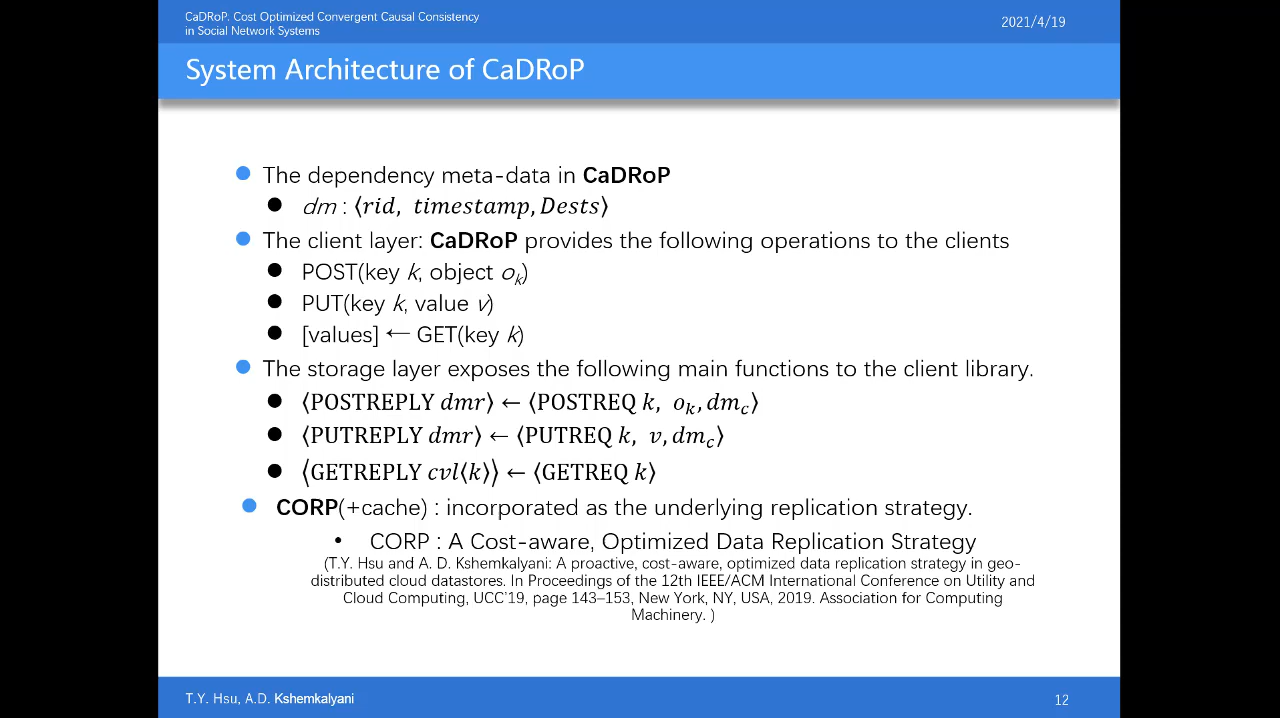 CaDRoP: Cost Optimized Convergent Causal Consistency
in Social Network Systems
2021/4/19
System Architecture of CaDRoP
The dependency meta-data in CaDRoP
dm : ⟨rid, timestamp, Dests⟩
The client layer: CaDRoP provides the following operations to the clients
POST(key k, object oₖ)
PUT(key k, value v)
[values] ← GET(key k)
The storage layer exposes the following main functions to the client library.
⟨POSTREPLY dmr⟩ ← ⟨POSTREQ k, oₖ, dm_c⟩
⟨PUTREPLY dmr⟩ ← ⟨PUTREQ k, v, dm_c⟩
⟨GETREPLY cvl⟨k⟩⟩ ← ⟨GETREQ k⟩
CORP(+cache) : incorporated as the underlying replication strategy.
CORP : A Cost-aware, Optimized Data Replication Strategy
(T.Y. Hsu and A. D. Kshemkalyani: A proactive, cost-aware, optimized data replication strategy in geo-
distributed cloud datastores. In Proceedings of the 12th IEEE/ACM International Conference on Utility and
Cloud Computing, UCC'19, page 143–153, New York, NY, USA, 2019. Association for Computing
Machinery. )
T.Y. Hsu, A.D. Kshemkalyani
12